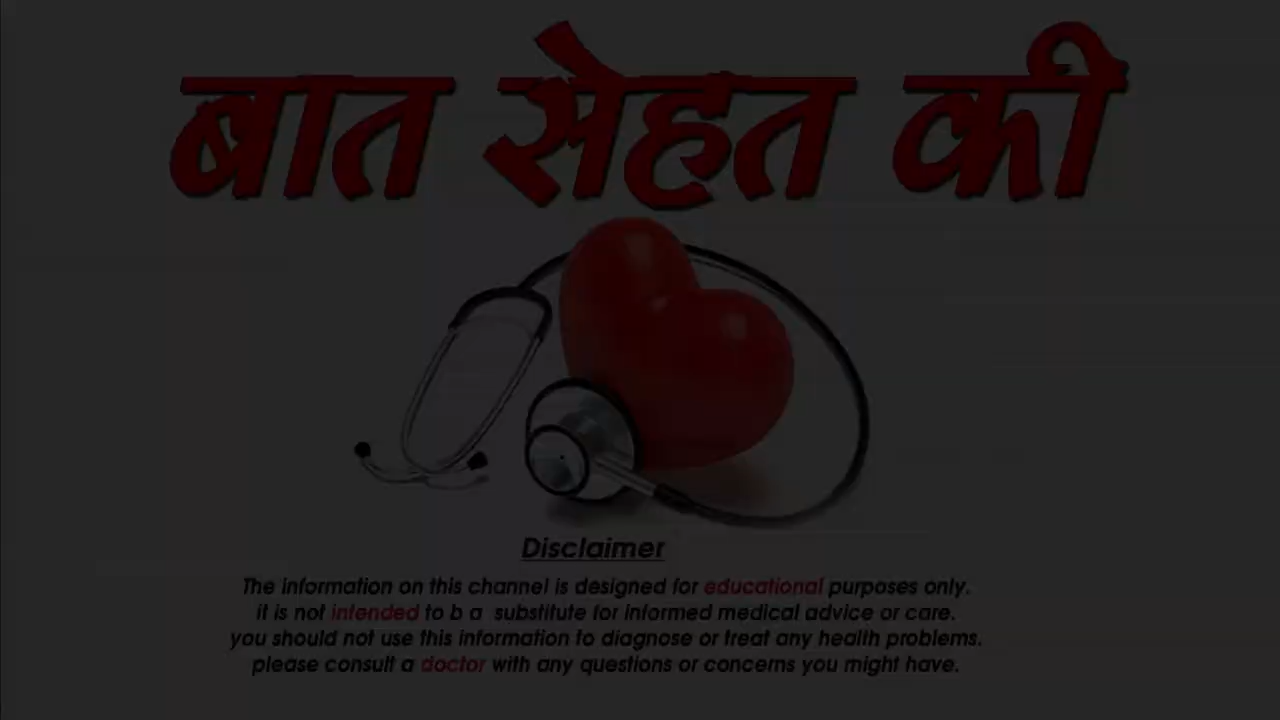 बात सेहत की
Disclaimer
The information on this channel is designed for educational purposes only.
it is not intended to b a substitute for informed medical advice or care.
you should not use this information to diagnose or treat any health problems.
please consult a doctor with any questions or concerns you might have.